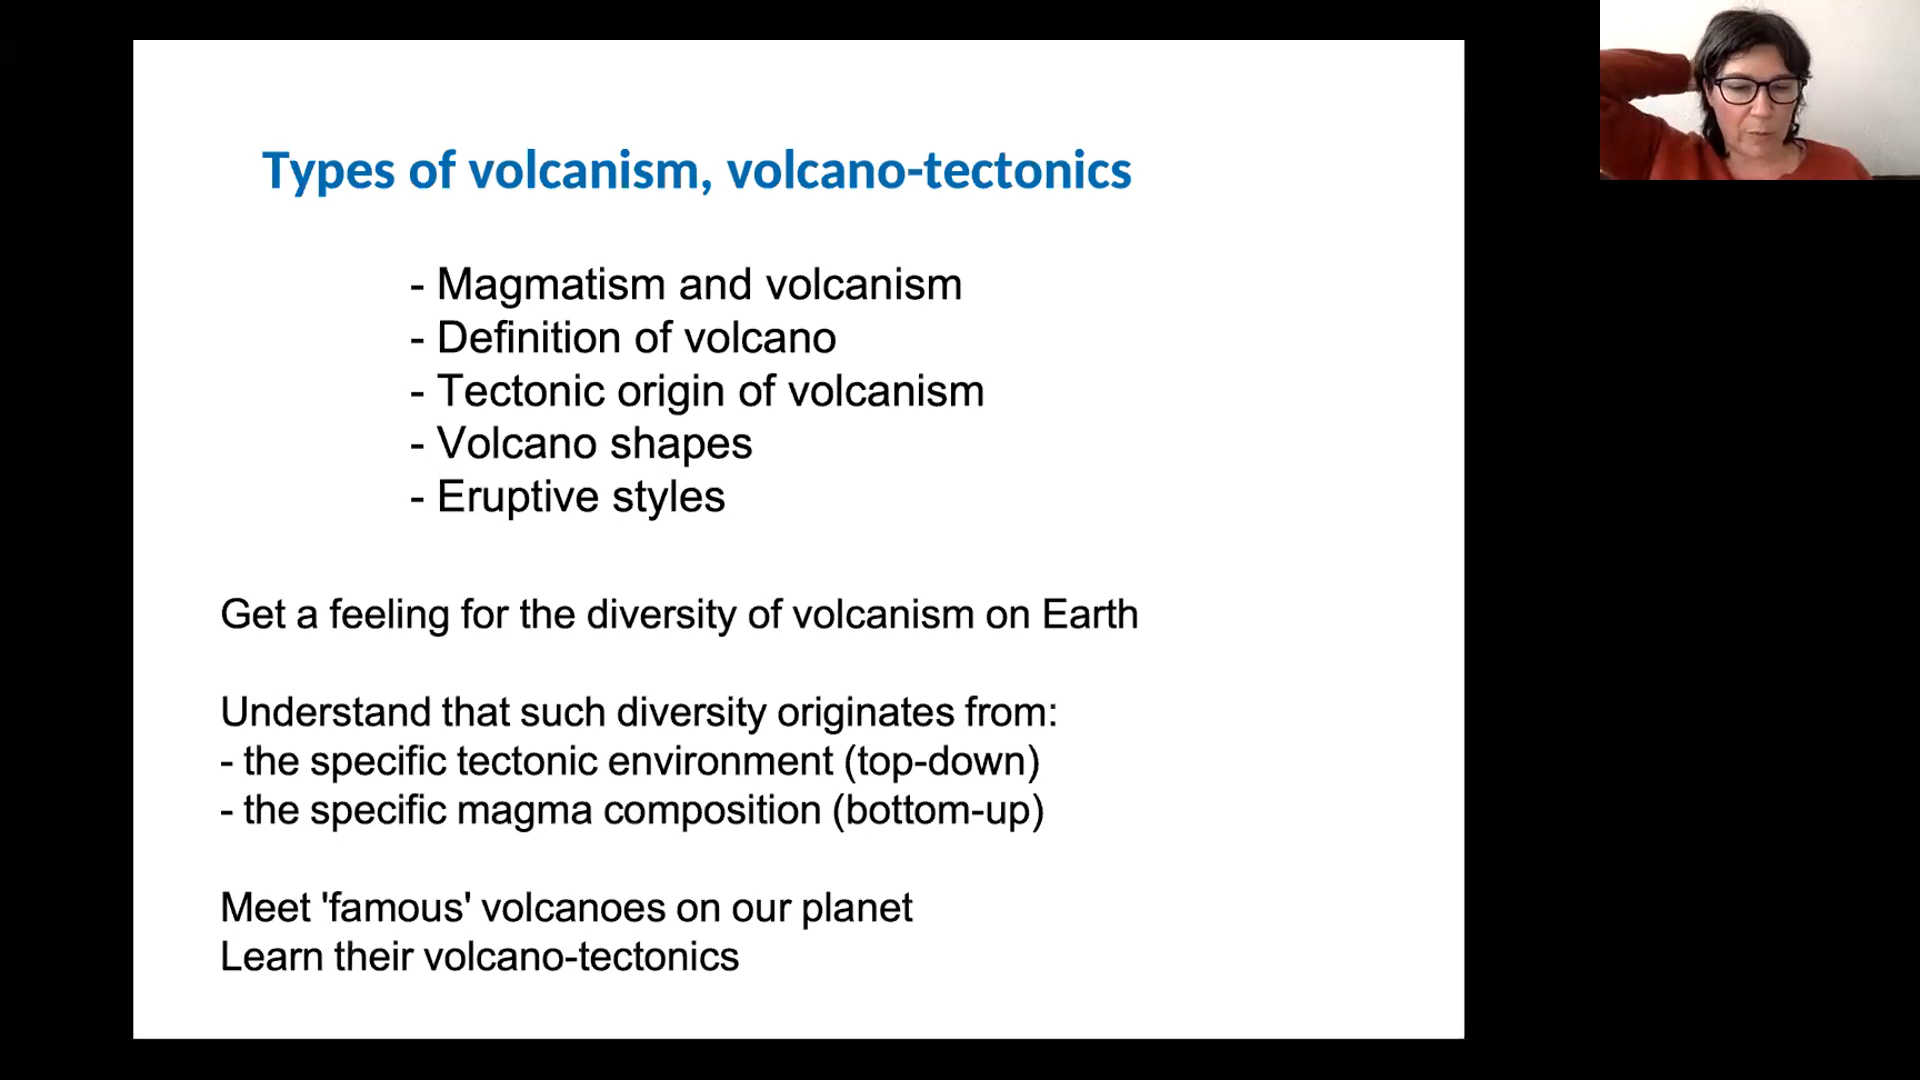 Types of volcanism, volcano-tectonics
- Magmatism and volcanism
- Definition of volcano
- Tectonic origin of volcanism
- Volcano shapes
- Eruptive styles
Get a feeling for the diversity of volcanism on Earth
Understand that such diversity originates from:
- the specific tectonic environment (top-down)
- the specific magma composition (bottom-up)
Meet 'famous' volcanoes on our planet
Learn their volcano-tectonics